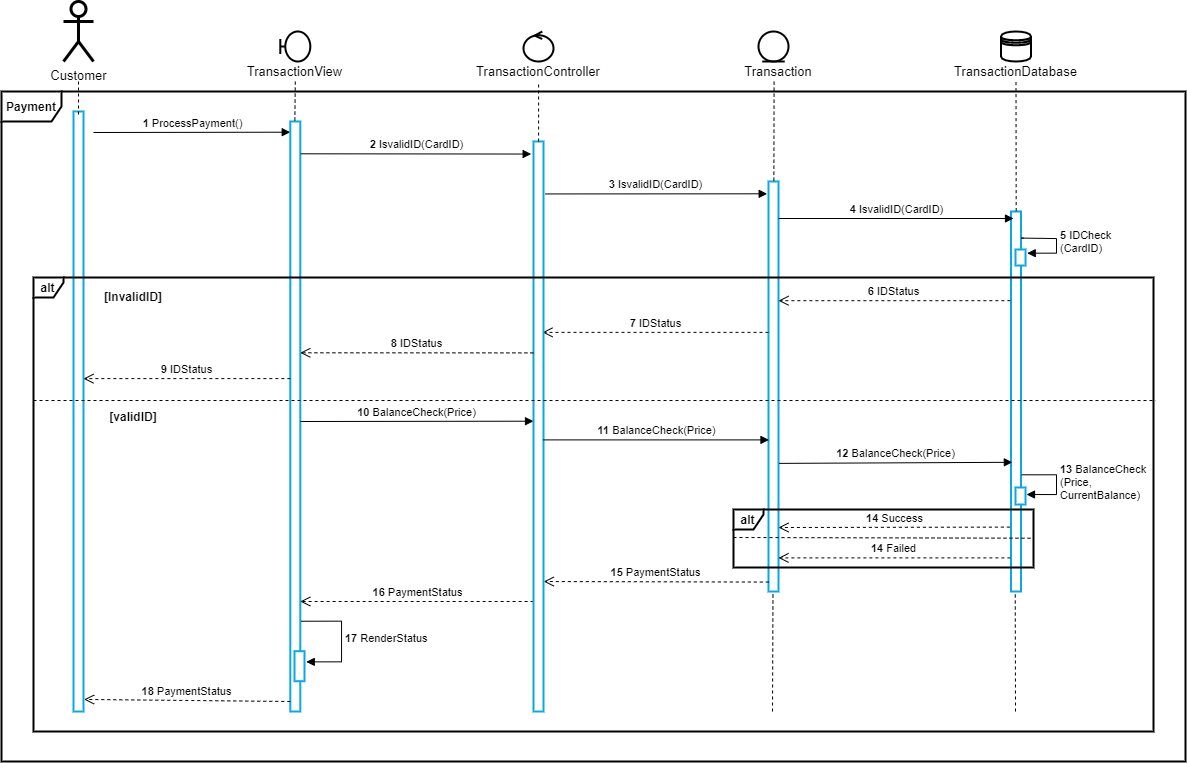 Customer
TransactionView
TransactionController
Transaction
TransactionDatabase
Payment
1 ProcessPayment()
2 IsvalidID(CardID)
3 IsvalidID(CardID)
4 IsvalidID(CardID)
5 IDCheck
(CardID)
alt
[InvalidID]
6 IDStatus
7 IDStatus
8 IDStatus
9 IDStatus
[validID]
10 BalanceCheck(Price)
11 BalanceCheck(Price)
12 BalanceCheck(Price)
13 BalanceCheck
(Price,
CurrentBalance)
alt
14 Success
14 Failed
15 PaymentStatus
16 PaymentStatus
17 RenderStatus
18 PaymentStatus